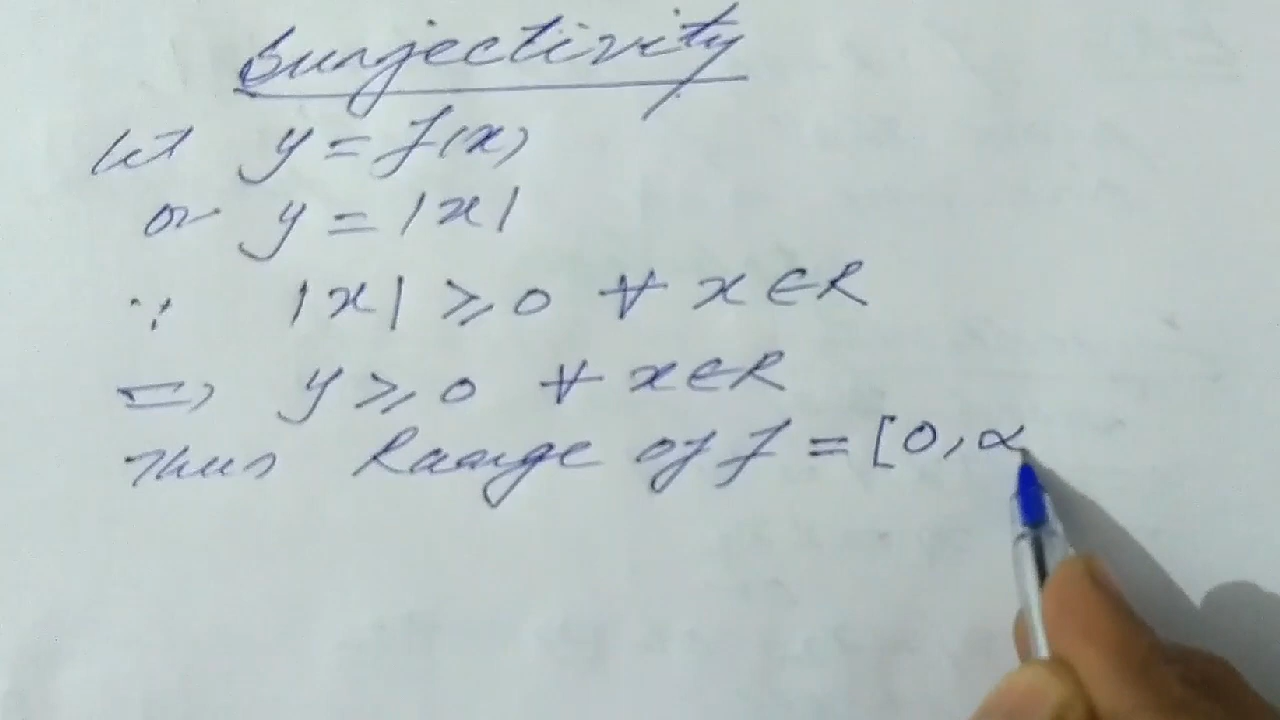 Surjectivity
Let y = f(x)
or y = |x|
∵ |x| ⩾ 0 ∀ x ∈ R
⇒ y ⩾ 0 ∀ x ∈ R
Thus Range of f = [0, ∝